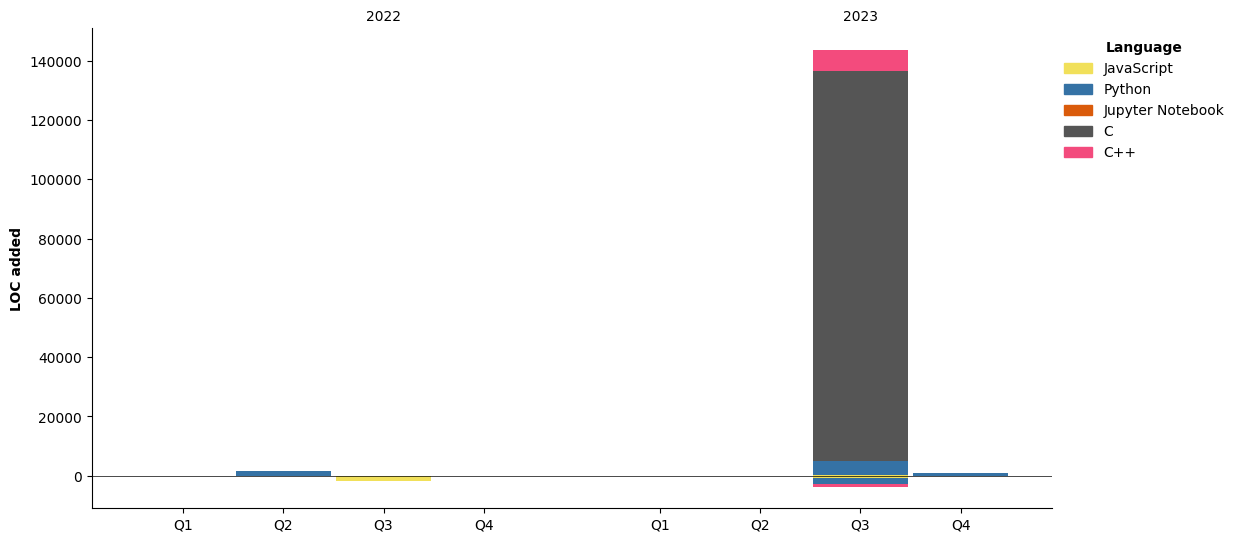 2022
2023
140000
120000
100000
80000
60000
40000
20000
0
LOC added
Q1
Q2
Q3
Q4
Q1
Q2
Q3
Q4
Language
JavaScript
Python
Jupyter Notebook
C
C++